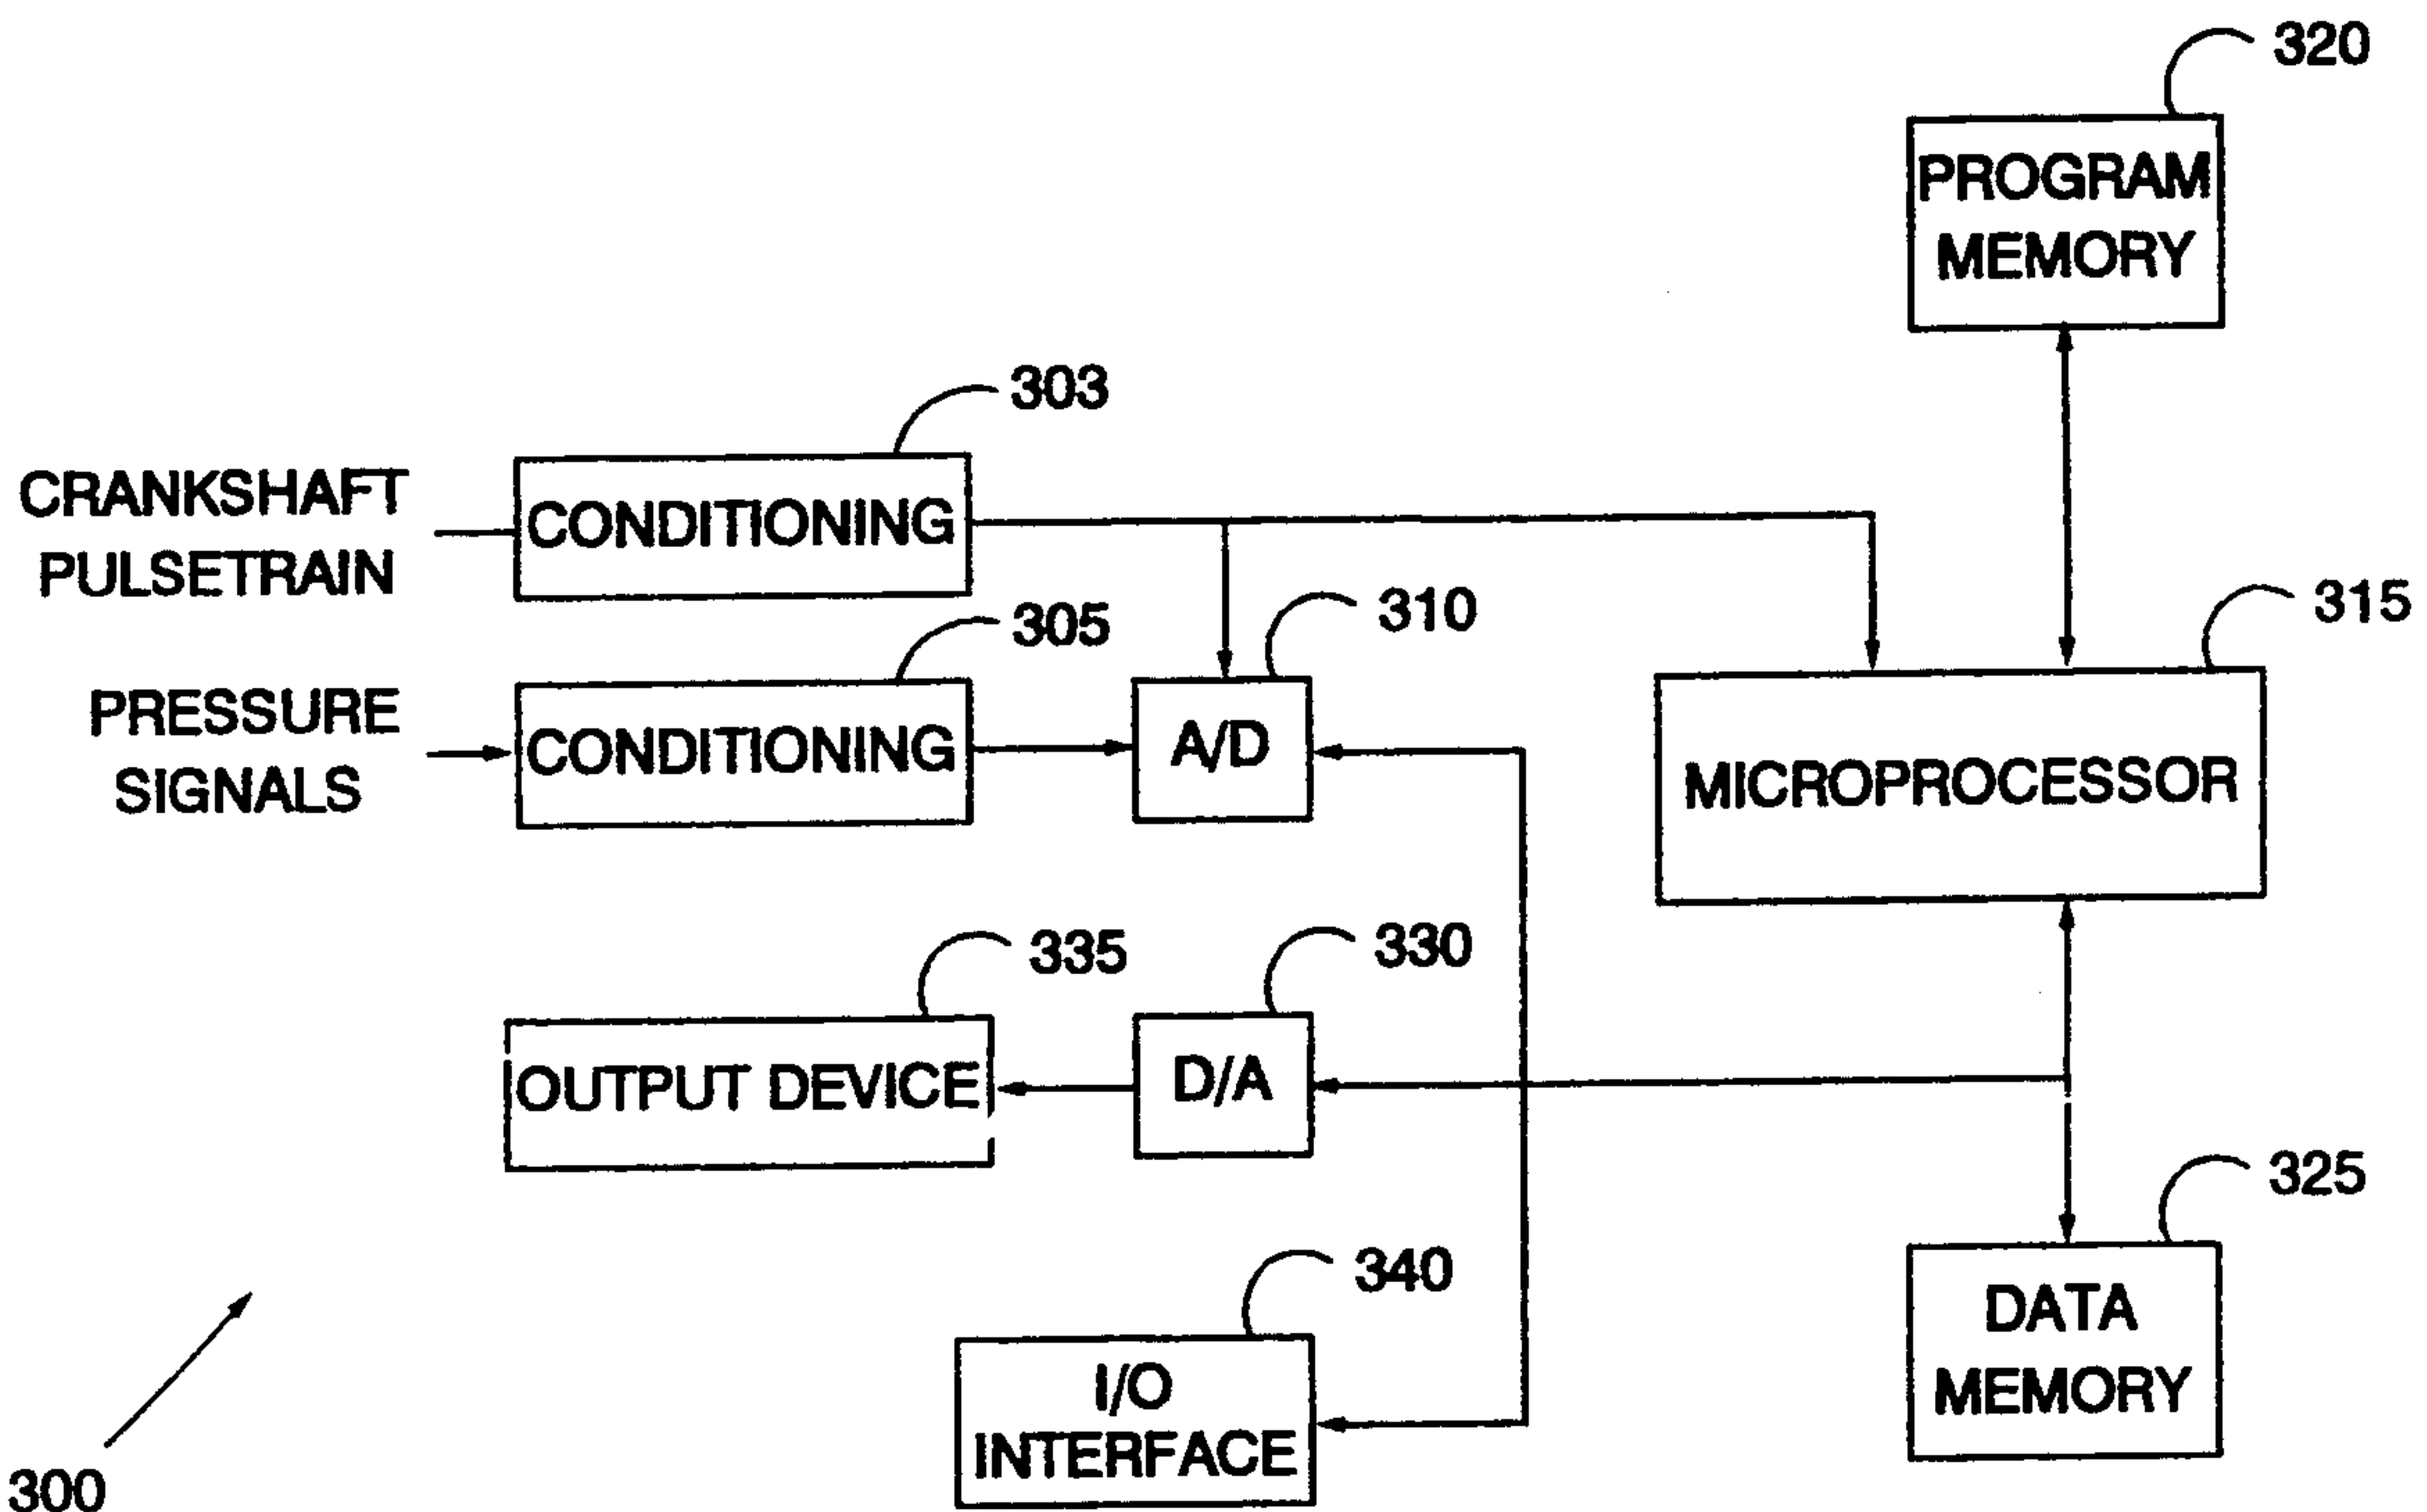 320
PROGRAM
MEMORY
303
CRANKSHAFT
PULSETRAIN
CONDITIONING
305
310
315
PRESSURE
SIGNALS
CONDITIONING
A/D
MICROPROCESSOR
335
330
OUTPUT DEVICE
D/A
325
340
DATA
MEMORY
I/O
INTERFACE
300